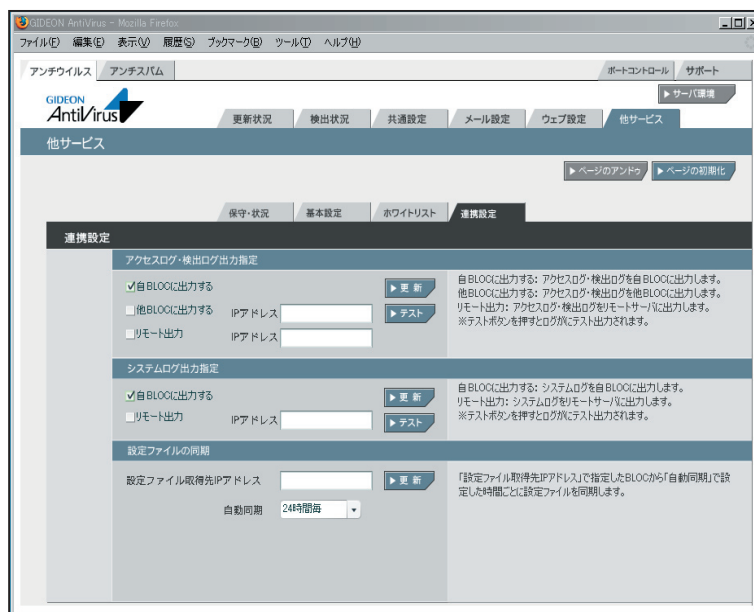 GIDEON AntiVirus - Mozilla Firefox
ファイル(F) 編集(E) 表示(V) 履歴(S) ブックマーク(B) ツール(T) ヘルプ(H)
アンチウイルス アンチスパム ポートコントロール サポート
サーバ環境
GIDEON
AntiVirus
更新状況 検出状況 共通設定 メール設定 ウェブ設定 他サービス
他サービス
ページのアンドゥ ページの初期化
保守・状況 基本設定 ホワイトリスト 連携設定
連携設定
アクセスログ・検出ログ出力指定
自BLOCに出力する 更新
他BLOCに出力する IPアドレス テスト
リモート出力 IPアドレス
自BLOCに出力する: アクセスログ・検出ログを自BLOCに出力します。
他BLOCに出力する: アクセスログ・検出ログを他BLOCに出力します。
リモート出力: アクセスログ・検出ログをリモートサーバに出力します。
※テストボタンを押すとログがにテスト出力されます。
システムログ出力指定
自BLOCに出力する 更新
リモート出力 IPアドレス テスト
自BLOCに出力する: システムログを自BLOCに出力します。
リモート出力: システムログをリモートサーバに出力します。
※テストボタンを押すとログがにテスト出力されます。
設定ファイルの同期
設定ファイル取得先IPアドレス 更新
自動同期 24時間毎
「設定ファイル取得先IPアドレス」で指定したBLOCから「自動同期」で設
定した時間ごとに設定ファイルを同期します。